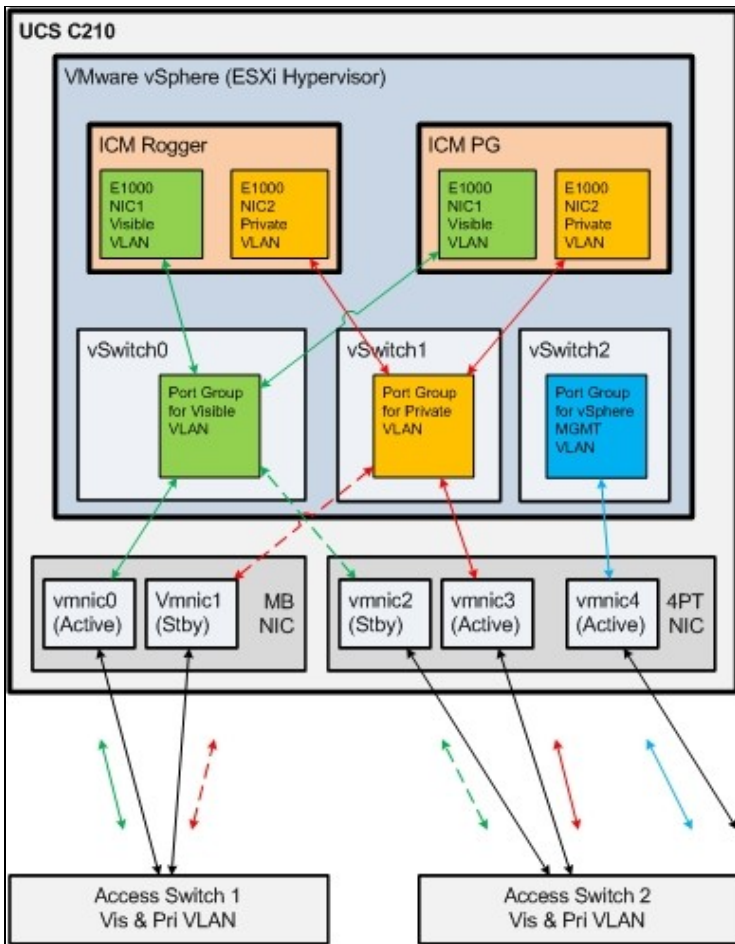 UCS C210
VMware vSphere (ESXi Hypervisor)
ICM Rogger
E1000
NIC1
Visible
VLAN
E1000
NIC2
Private
VLAN
ICM PG
E1000
NIC1
Visible
VLAN
E1000
NIC2
Private
VLAN
vSwitch0
Port Group
for Visible
VLAN
vSwitch1
Port Group
for Private
VLAN
vSwitch2
Port Group
for vSphere
MGMT
VLAN
vmnic0
(Active)
Vmnic1
(Stby)
MB
NIC
vmnic2
(Stby)
vmnic3
(Active)
vmnic4
(Active)
4PT
NIC
Access Switch 1
Vis & Pri VLAN
Access Switch 2
Vis & Pri VLAN